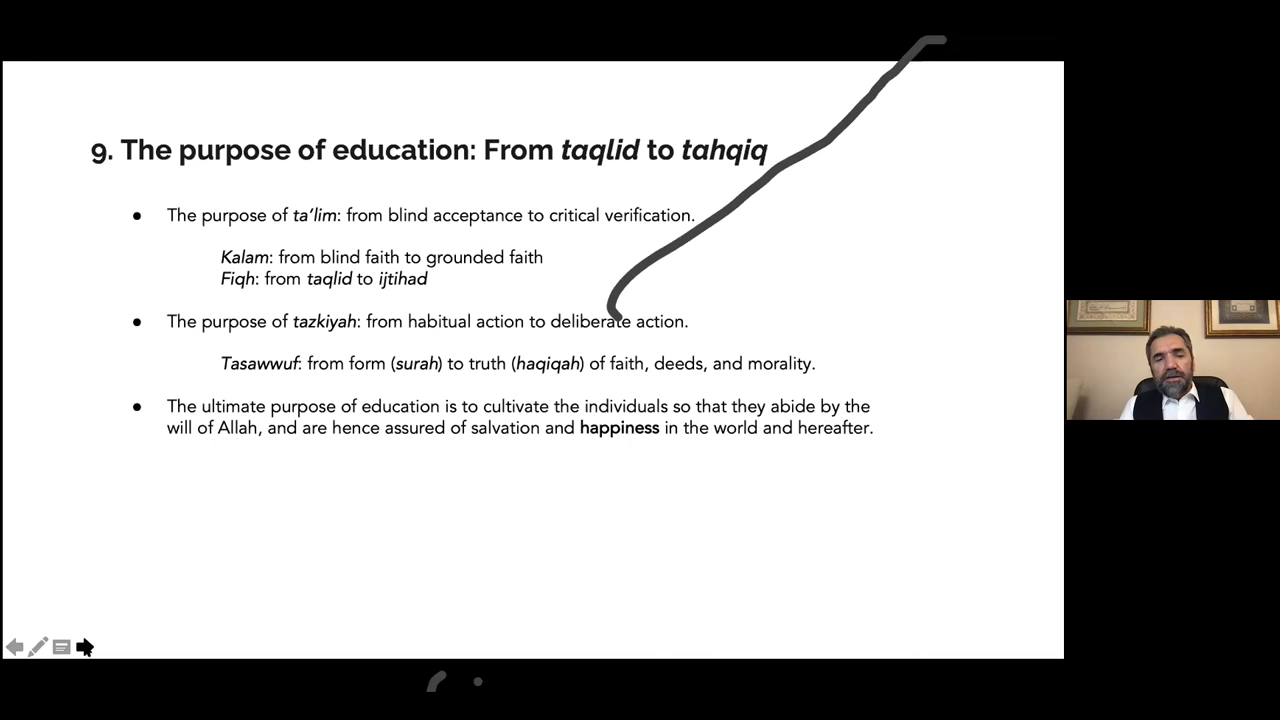 9. The purpose of education: From taqlid to tahqiq
● The purpose of ta’lim: from blind acceptance to critical verification.
Kalam: from blind faith to grounded faith
Fiqh: from taqlid to ijtihad
● The purpose of tazkiyah: from habitual action to deliberate action.
Tasawwuf: from form (surah) to truth (haqiqah) of faith, deeds, and morality.
● The ultimate purpose of education is to cultivate the individuals so that they abide by the
will of Allah, and are hence assured of salvation and happiness in the world and hereafter.